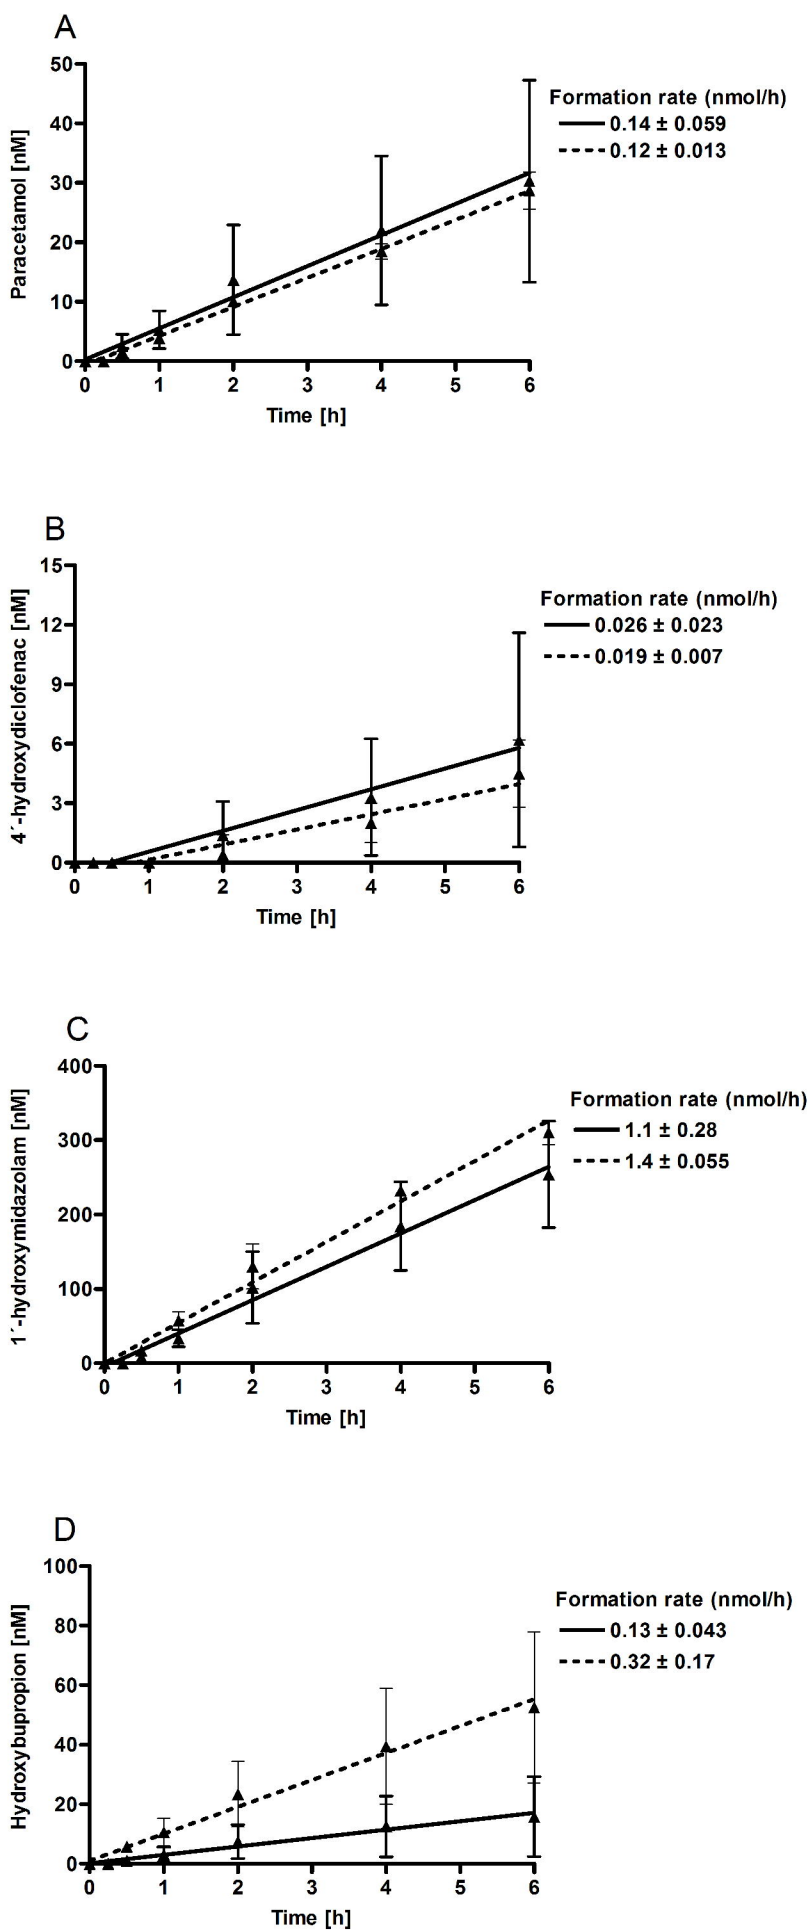 A
Formation rate (nmol/h)
0.14 ± 0.059
0.12 ± 0.013
Paracetamol [nM]
50
40
30
20
10
0
0 1 2 3 4 5 6
Time [h]
B
Formation rate (nmol/h)
0.026 ± 0.023
0.019 ± 0.007
4´-hydroxydiclofenac [nM]
15
12
9
6
3
0
0 1 2 3 4 5 6
Time [h]
C
Formation rate (nmol/h)
1.1 ± 0.28
1.4 ± 0.055
1´-hydroxymidazolam [nM]
400
300
200
100
0
0 1 2 3 4 5 6
Time [h]
D
Formation rate (nmol/h)
0.13 ± 0.043
0.32 ± 0.17
Hydroxybupropion [nM]
100
80
60
40
20
0
0 1 2 3 4 5 6
Time [h]